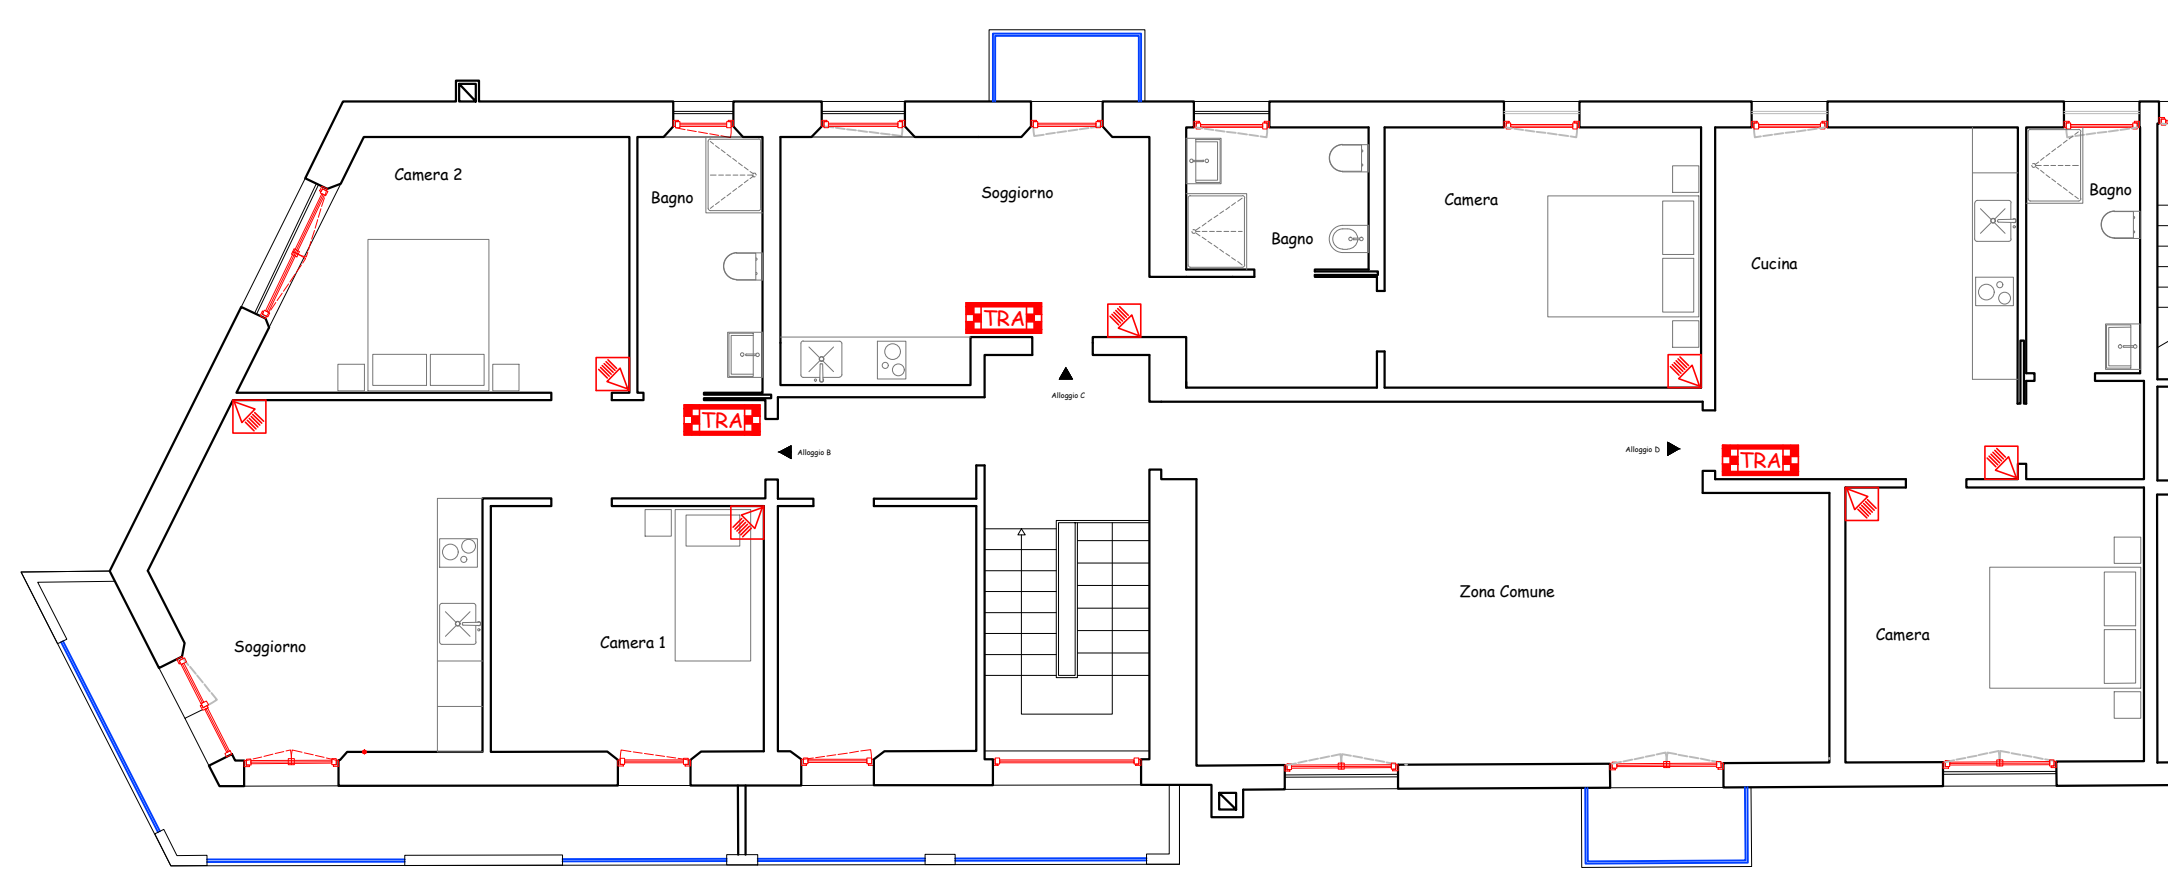 Camera 2
Bagno
Soggiorno
Bagno
Camera
Cucina
Bagno
TRA
Alloggio C
TRA
Alloggio B
Alloggio D
TRA
Zona Comune
Soggiorno
Camera 1
Camera